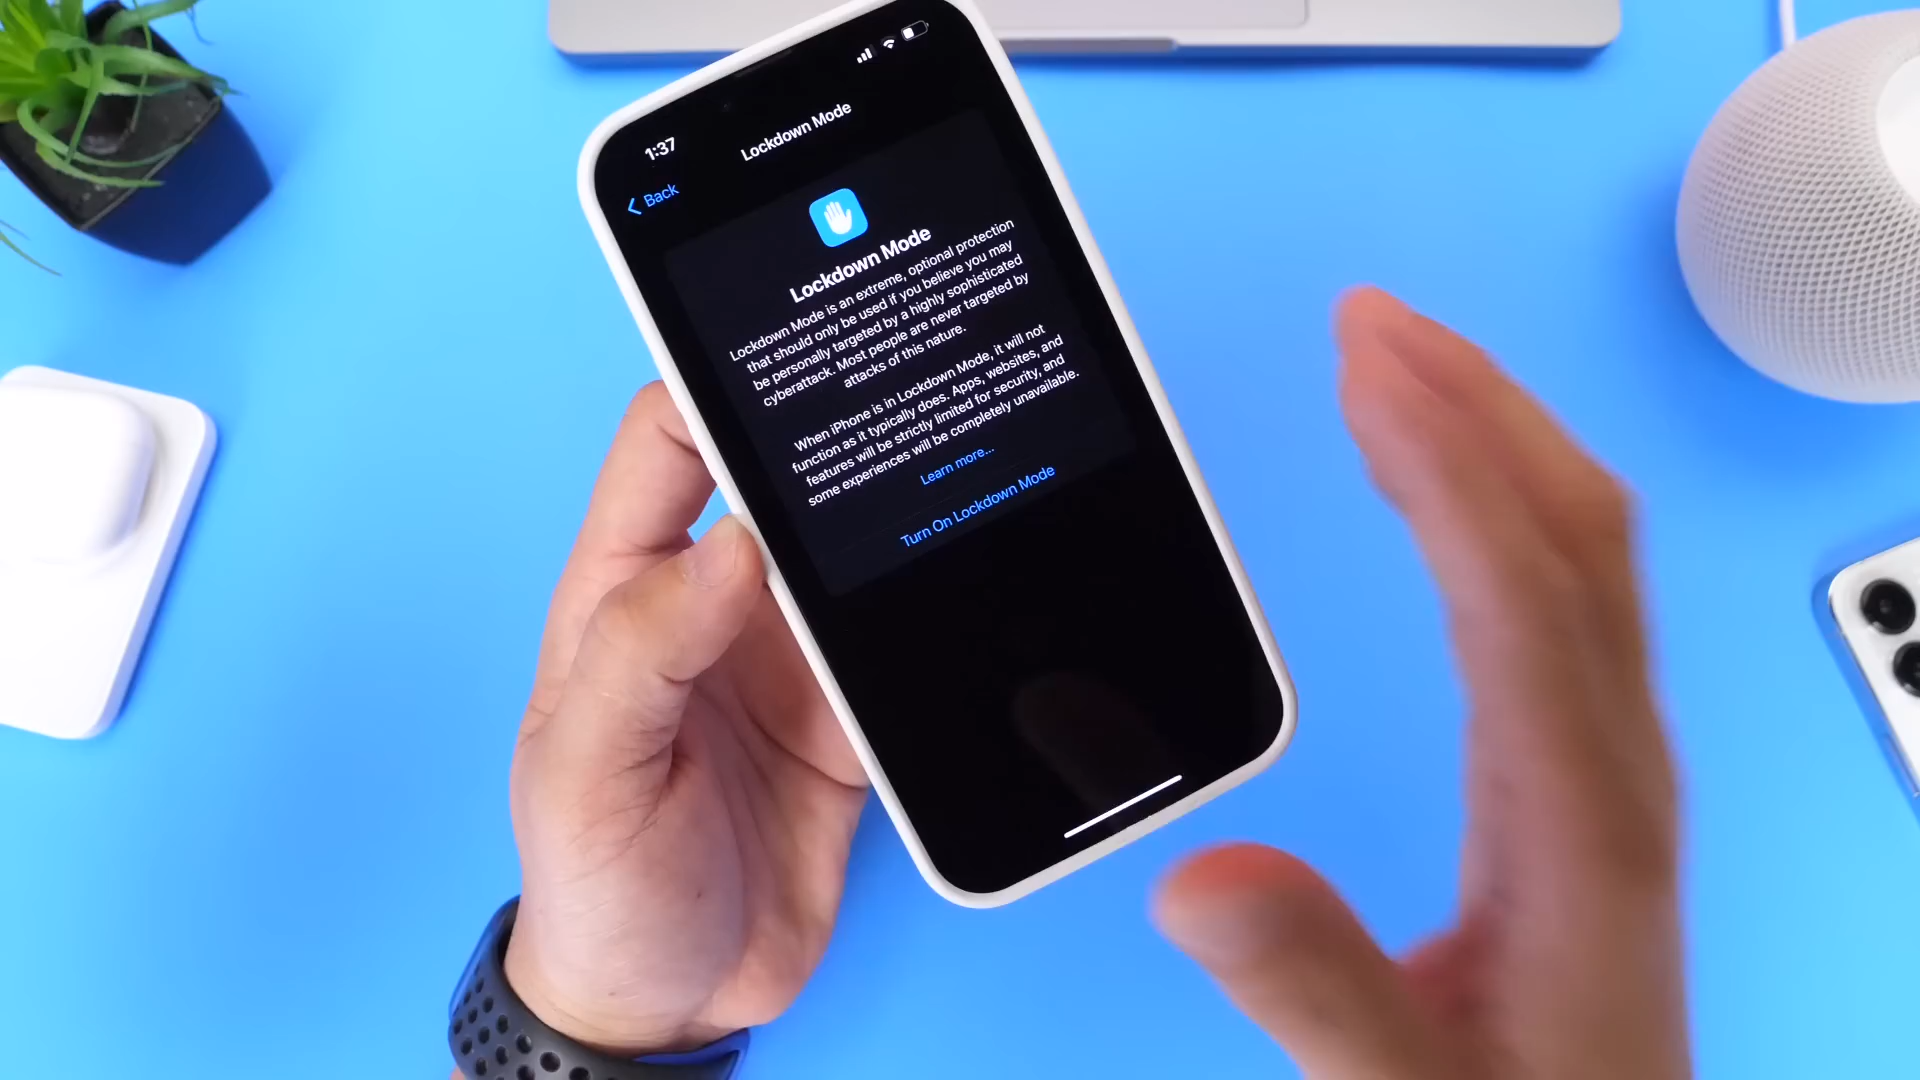 1:37
Lockdown Mode
Back
Lockdown Mode
Lockdown Mode is an extreme, optional protection
that should only be used if you believe you may
be personally targeted by a highly sophisticated
cyberattack. Most people are never targeted by
attacks of this nature.
When iPhone is in Lockdown Mode, it will not
function as it typically does. Apps, websites, and
features will be strictly limited for security, and
some experiences will be completely unavailable.
Learn more...
Turn On Lockdown Mode